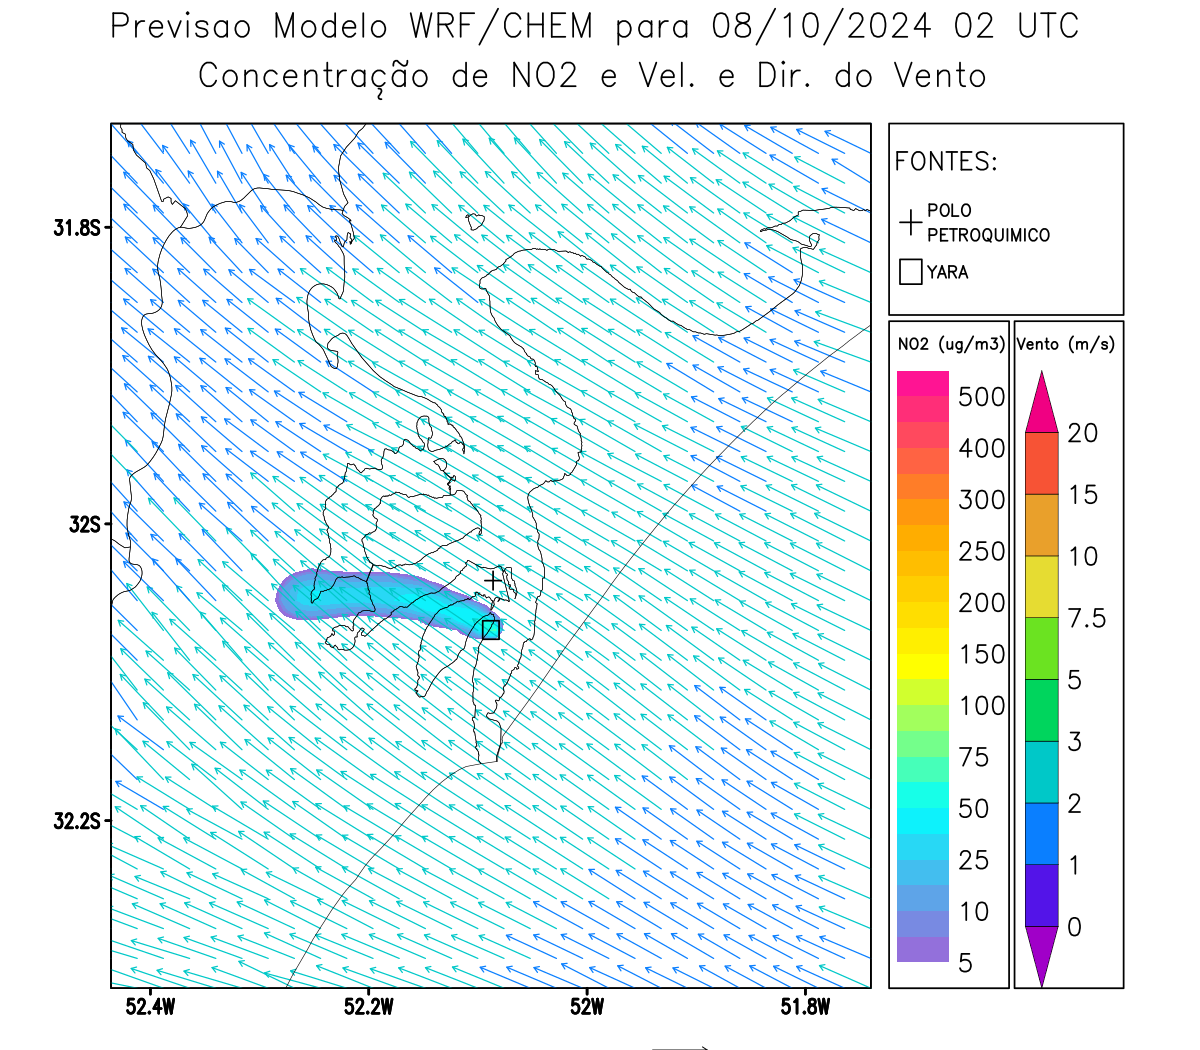 Previsao Modelo WRF/CHEM para 08/10/2024 02 UTC
Concentração de NO2 e Vel. e Dir. do Vento
FONTES:
POLO
PETROQUIMICO
YARA
NO2 (ug/m3)
500
400
300
250
200
150
100
75
50
25
10
5
Vento (m/s)
20
15
10
7.5
5
3
2
1
0
31.8S
32S
32.2S
52.4W
52.2W
52W
51.8W